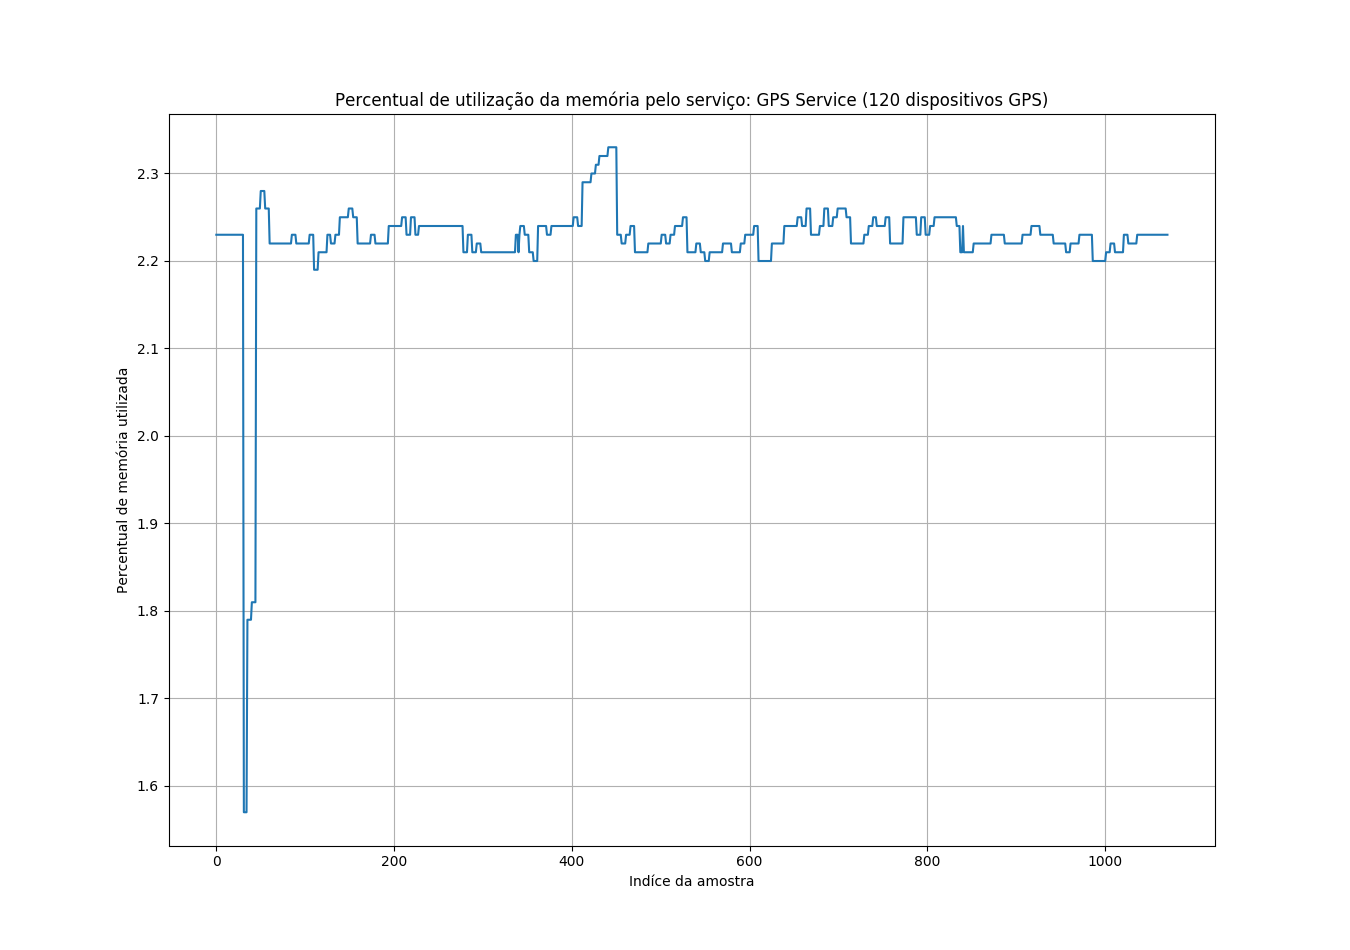 Percentual de utilização da memória pelo serviço: GPS Service (120 dispositivos GPS)
2.3
2.2
2.1
2.0
1.9
1.8
1.7
1.6
Percentual de memória utilizada
0 200 400 600 800 1000
Indíce da amostra